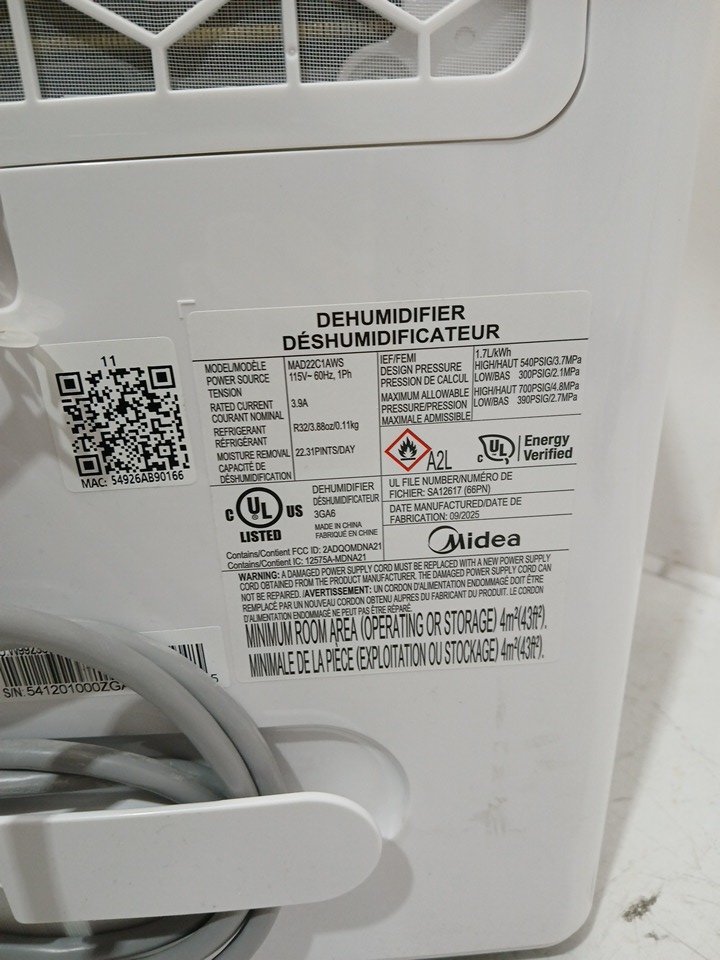 11
MAC: 54926AB90166
DEHUMIDIFIER
DÉSHUMIDIFICATEUR
MODEL/MODÈLE MAD22C1AWS
POWER SOURCE 115V~ 60Hz, 1Ph
TENSION
RATED CURRENT 3.9A
COURANT NOMINAL
REFRIGERANT R32/3.88oz/0.11kg
RÉFRIGÉRANT
MOISTURE REMOVAL 22.31PINTS/DAY
CAPACITÉ DE
DÉSHUMIDIFICATION
IEF/FEMI 1.7L/kWh
DESIGN PRESSURE HIGH/HAUT 540PSIG/3.7MPa
PRESSION DE CALCUL LOW/BAS 300PSIG/2.1MPa
MAXIMUM ALLOWABLE HIGH/HAUT 700PSIG/4.8MPa
PRESSURE/PRESSION LOW/BAS 390PSIG/2.7MPa
MAXIMALE ADMISSIBLE
A2L
c UL Energy
Verified
C UL US
LISTED
DEHUMIDIFIER
DÉSHUMIDIFICATEUR
3GA6
MADE IN CHINA
FABRIQUÉ EN CHINE
Contains/Contient FCC ID: 2ADQOMDNA21
Contains/Contient IC: 12575A-MDNA21
UL FILE NUMBER/NUMÉRO DE
FICHIER: SA12617 (66PN)
DATE MANUFACTURED/DATE DE
FABRICATION: 09/2025
Midea
WARNING: A DAMAGED POWER SUPPLY CORD MUST BE REPLACED WITH A NEW POWER SUPPLY
CORD OBTAINED FROM THE PRODUCT MANUFACTURER. THE DAMAGED POWER SUPPLY CORD CAN
NOT BE REPAIRED. /AVERTISSEMENT: UN CORDON D'ALIMENTATION ENDOMMAGÉ DOIT ÊTRE
REMPLACÉ PAR UN NOUVEAU CORDON OBTENU AUPRES DU FABRICANT DU PRODUIT. LE CORDON
D'ALIMENTATION ENDOMMAGÉ NE PEUT PAS ÊTRE RÉPARÉ.
MINIMUM ROOM AREA (OPERATING OR STORAGE) 4m²(43ft²).
MINIMALE DE LA PIÈCE (EXPLOITATION OU STOCKAGE) 4m²(43ft²).
S/N: 541201000ZGA